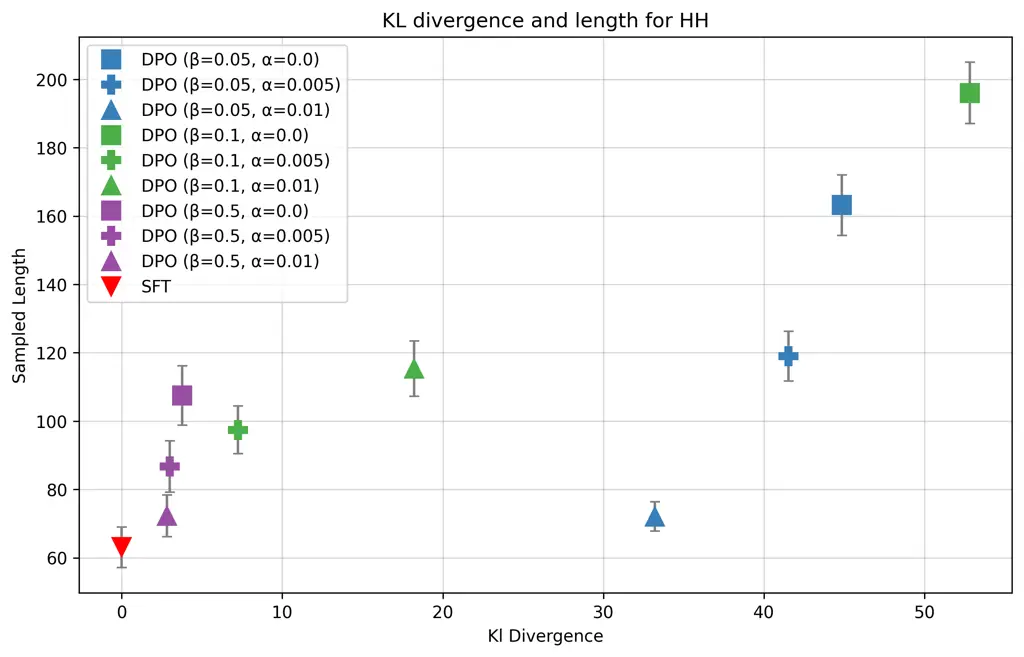 KL divergence and length for HH
DPO (β=0.05, α=0.0)
DPO (β=0.05, α=0.005)
DPO (β=0.05, α=0.01)
DPO (β=0.1, α=0.0)
DPO (β=0.1, α=0.005)
DPO (β=0.1, α=0.01)
DPO (β=0.5, α=0.0)
DPO (β=0.5, α=0.005)
DPO (β=0.5, α=0.01)
SFT
Sampled Length
200
180
160
140
120
100
80
60
0 10 20 30 40 50
Kl Divergence